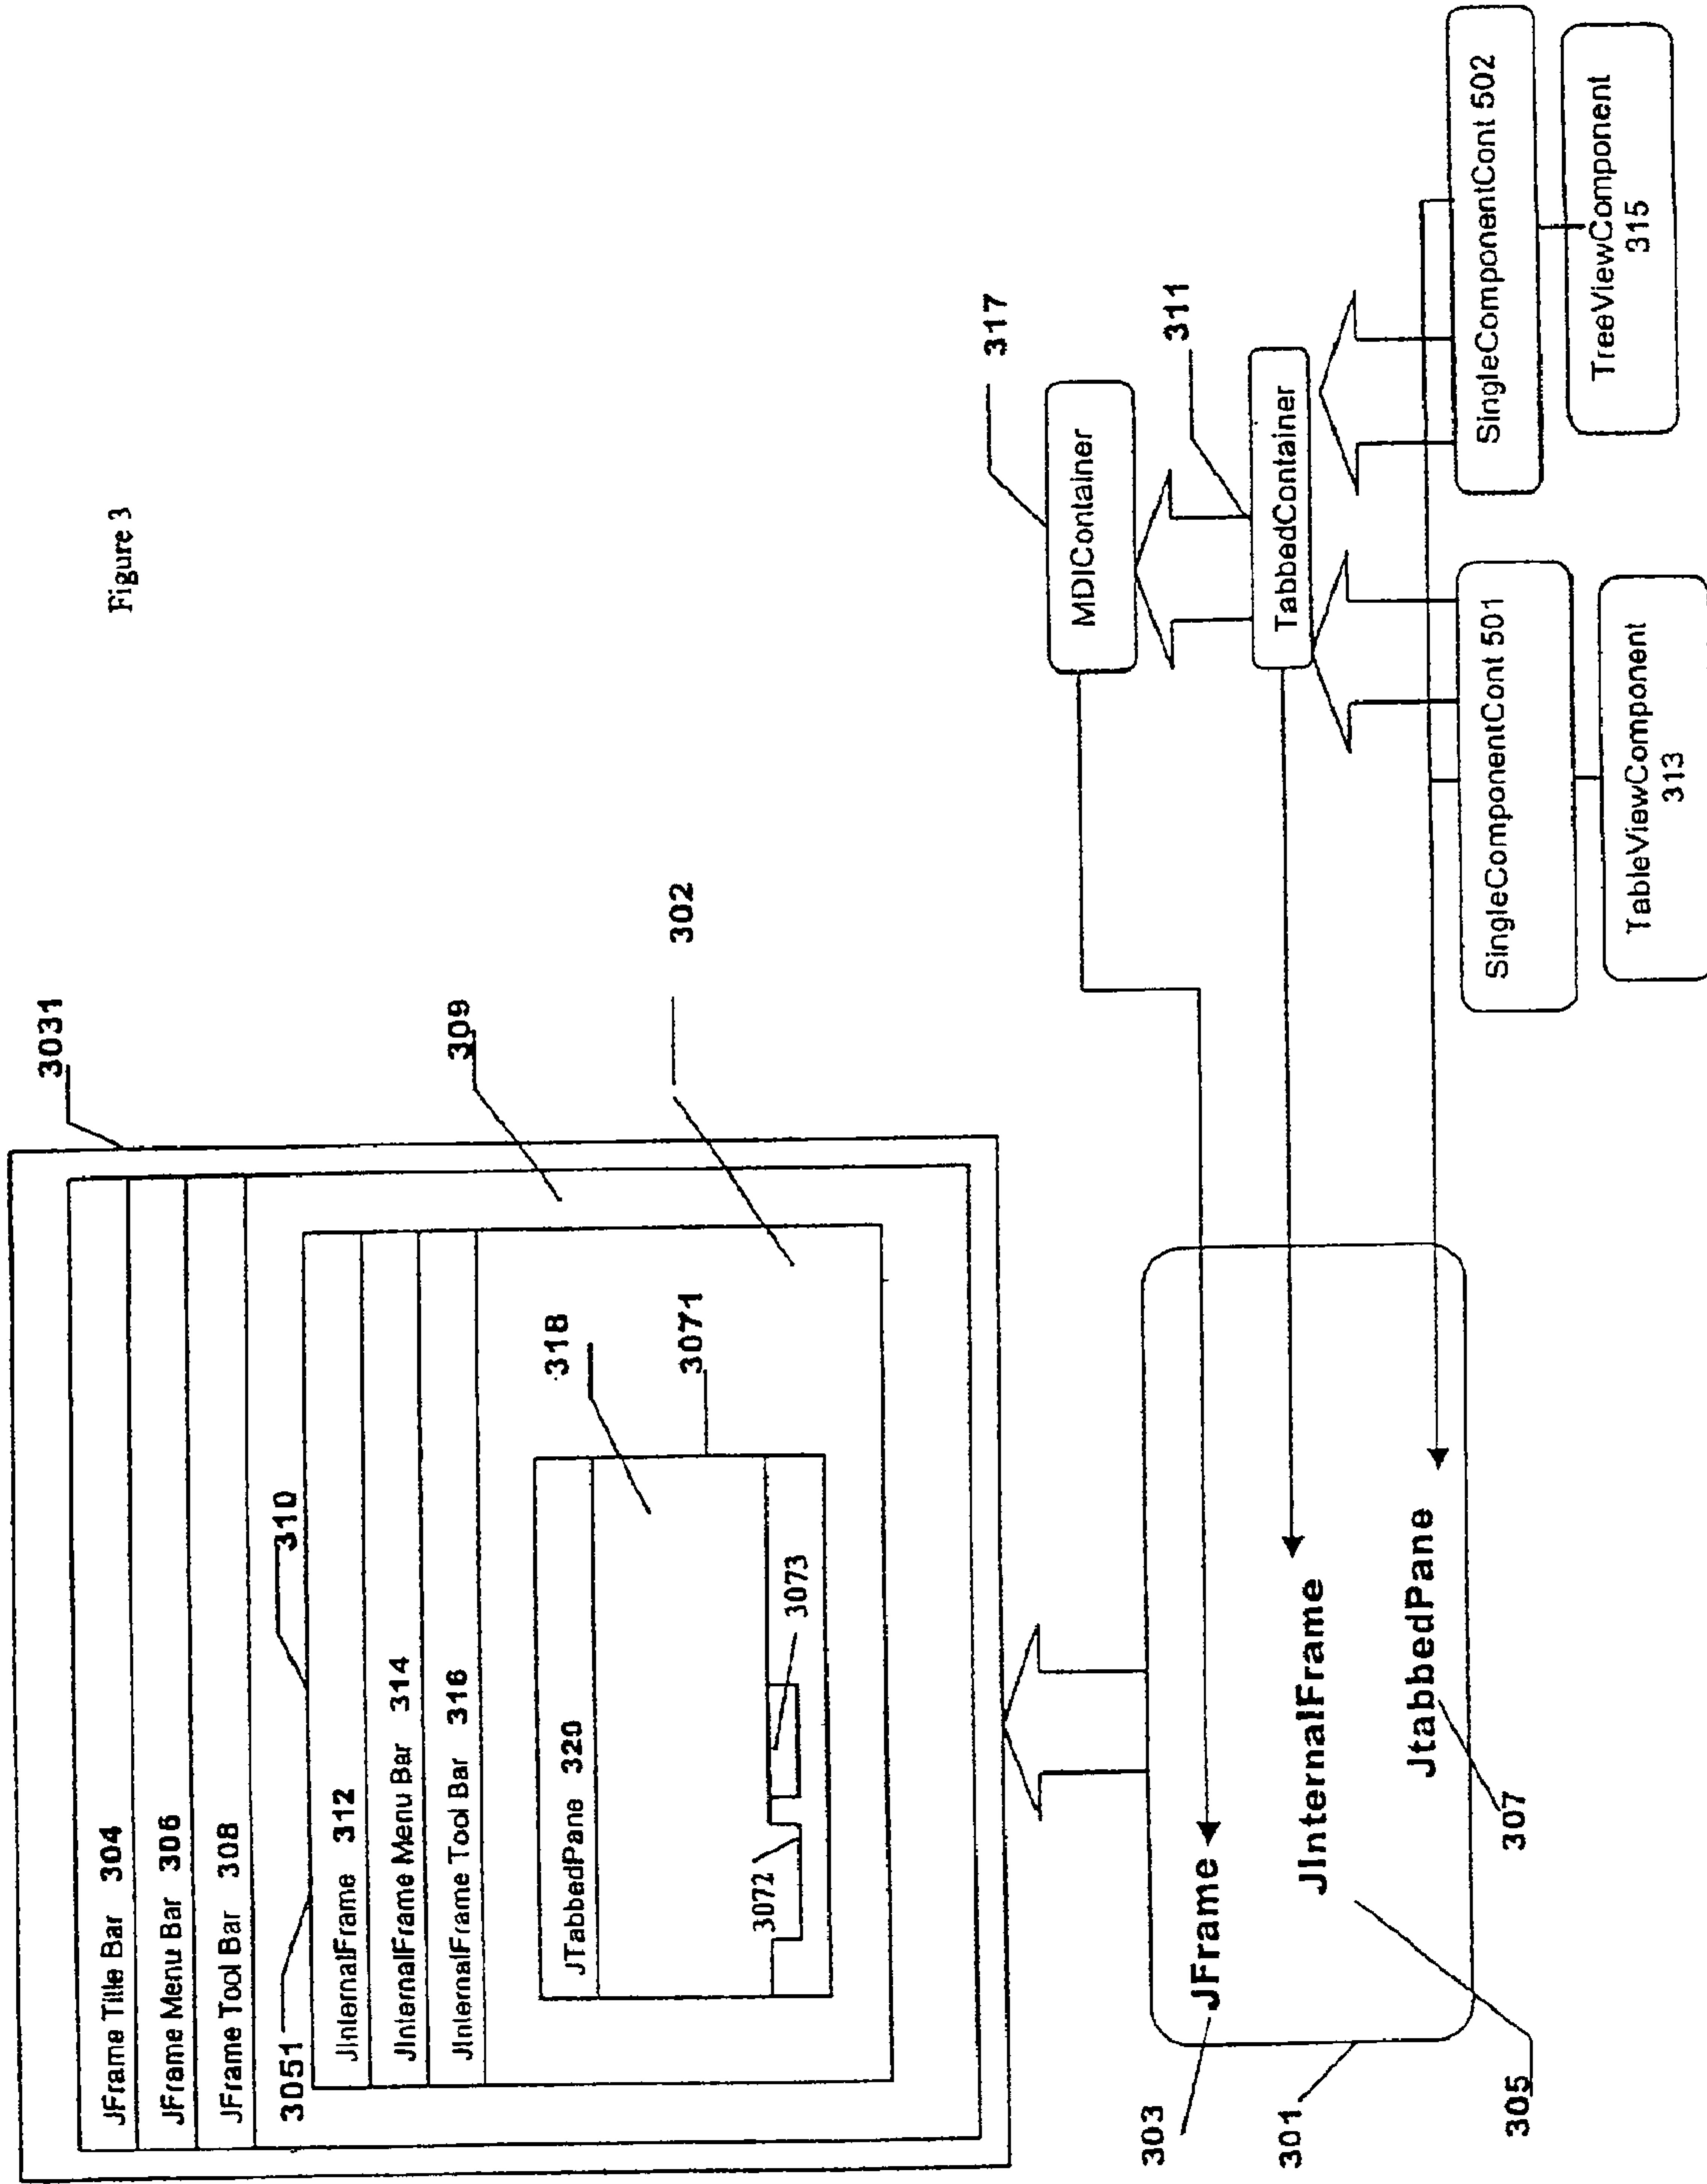 Figure 3
3031
JFrame Title Bar 304
JFrame Menu Bar 306
JFrame Tool Bar 308
309
302
3051
310
JInternalFrame 312
JInternalFrame Menu Bar 314
JInternalFrame Tool Bar 316
318
3071
JTabbedPane 320
3072
3073
317
MDIContainer
311
TabbedContainer
303
JFrame
301
JInternalFrame
305
JtabbedPane
307
SingleComponentCont 501
SingleComponentCont 502
TableViewComponent
313
TreeViewComponent
315